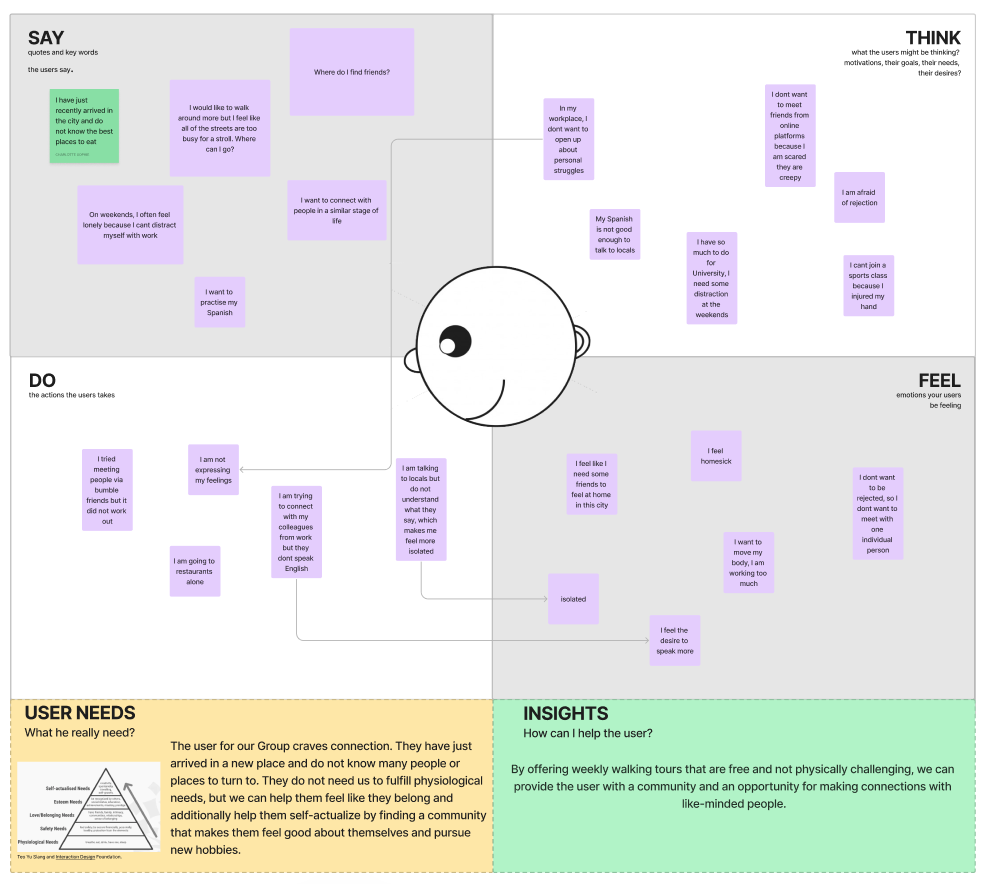 SAY
quotes and key words
the users say.
I have just
recently arrived in
the city and do
not know the best
places to eat
Where do I find friends?
I would like to walk
around more but I feel like
all of the streets are too
busy for a stroll. Where
can I go?
On weekends, I often feel
lonely because I cant distract
myself with work
I want to connect with
people in a similar stage of
life
I want to
practise my
Spanish
THINK
what the users might be thinking?
motivations, their goals, their needs,
their desires?
In my
workplace, I
dont want to
open up
about
personal
struggles
I dont want
to meet
friends from
online
platforms
because I
am scared
they are
creepy
I am afraid
of rejection
My Spanish
is not good
enough to
talk to locals
I have so
much to do
for
University, I
need some
distraction
at the
weekends
I cant join a
sports class
because I
injured my
hand
DO
the actions the users takes
I tried
meeting
people via
bumble
friends but it
did not work
out
I am not
expressing
my feelings
I am going to
restaurants
alone
I am trying
to connect
with my
colleagues
from work
but they
dont speak
English
I am talking
to locals but
do not
understand
what they
say, which
makes me
feel more
isolated
FEEL
emotions your users
be feeling
I feel like I
need some
friends to
feel at home
in this city
I feel
homesick
I dont want
to be
rejected, so I
dont want to
meet with
one
individual
person
I want to
move my
body, I am
working too
much
isolated
I feel the
desire to
speak more
USER NEEDS
What he really need?
Self-actualised Needs
Esteem Needs
Love/Belonging Needs
Safety Needs
Physiological Needs
Teo Yu Siang and Interaction Design Foundation.
The user for our Group craves connection. They have just
arrived in a new place and do not know many people or
places to turn to. They do not need us to fulfill physiological
needs, but we can help them feel like they belong and
additionally help them self-actualize by finding a community
that makes them feel good about themselves and pursue
new hobbies.
INSIGHTS
How can I help the user?
By offering weekly walking tours that are free and not physically challenging, we can
provide the user with a community and an opportunity for making connections with
like-minded people.